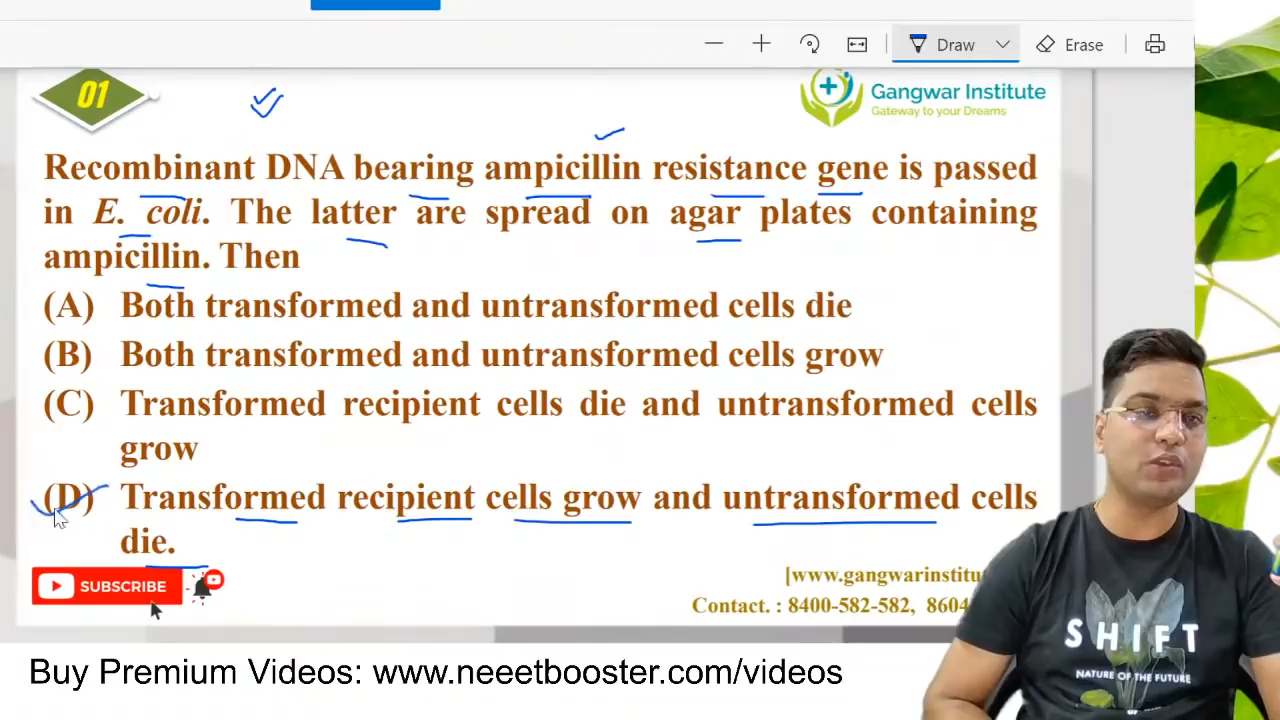 Draw
Erase
01
Gangwar Institute
Gateway to your Dreams
Recombinant DNA bearing ampicillin resistance gene is passed
in E. coli. The latter are spread on agar plates containing
ampicillin. Then
(A) Both transformed and untransformed cells die
(B) Both transformed and untransformed cells grow
(C) Transformed recipient cells die and untransformed cells
grow
(D) Transformed recipient cells grow and untransformed cells
die.
SUBSCRIBE
[www.gangwarinstitu
Contact. : 8400-582-582, 8604
SHIFT
NATURE OF THE FUTURE
Buy Premium Videos: www.neeetbooster.com/videos